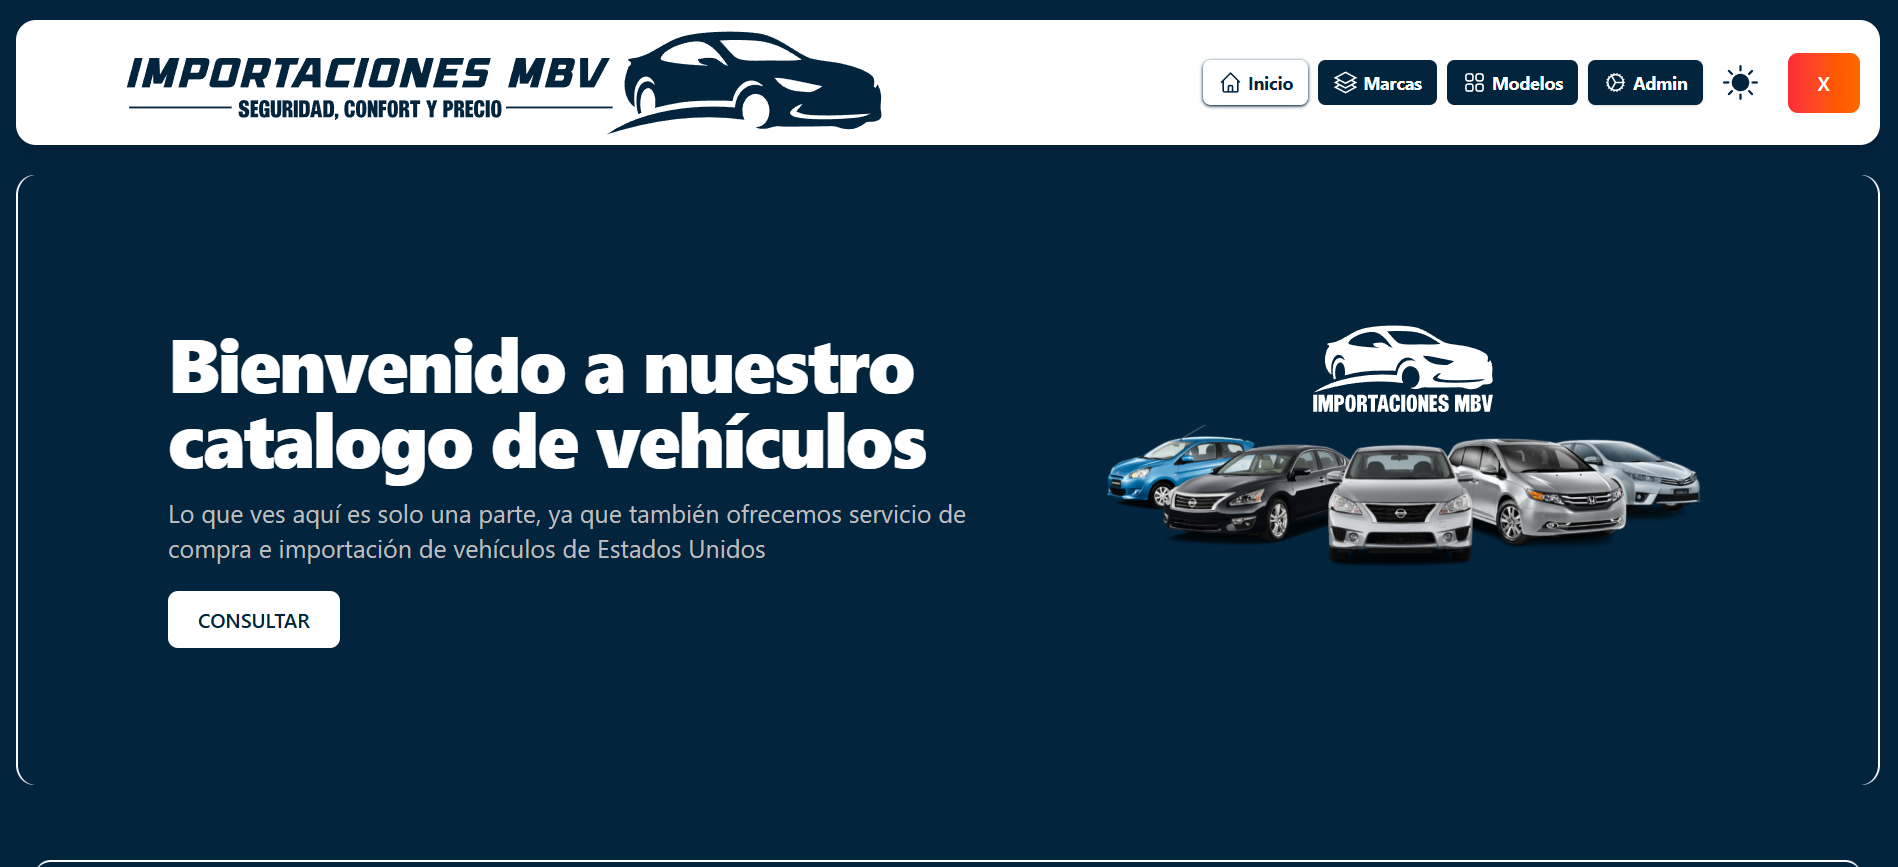 IMPORTACIONES MBV
SEGURIDAD, CONFORT Y PRECIO
Inicio
Marcas
Modelos
Admin
X
Bienvenido a nuestro
catalogo de vehículos
Lo que ves aquí es solo una parte, ya que también ofrecemos servicio de
compra e importación de vehículos de Estados Unidos
CONSULTAR
IMPORTACIONES MBV